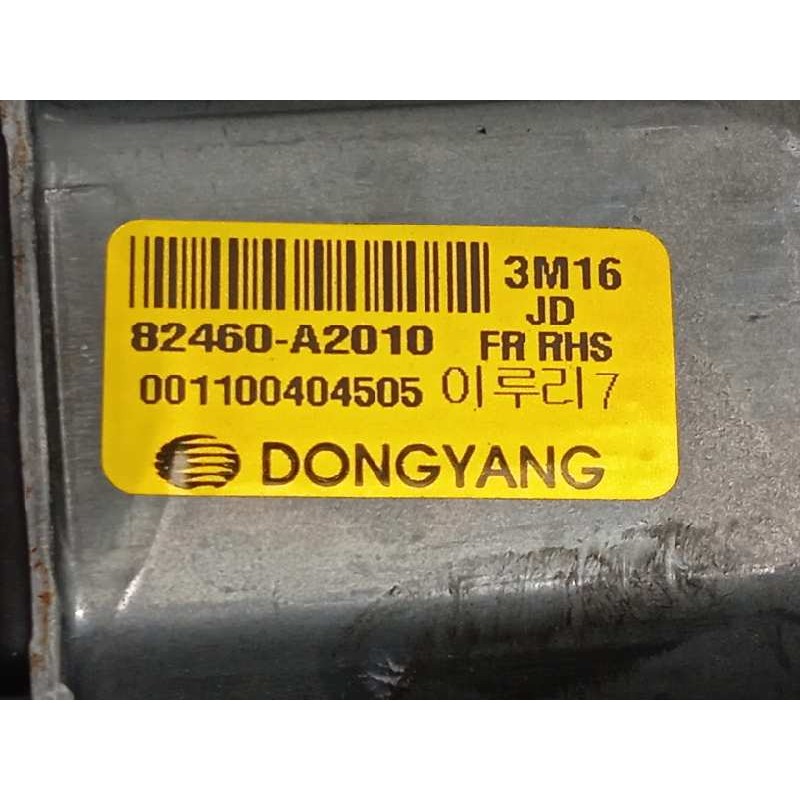 3M16
JD
82460-A2010 FR RHS
001100404505 이루리7
DONGYANG